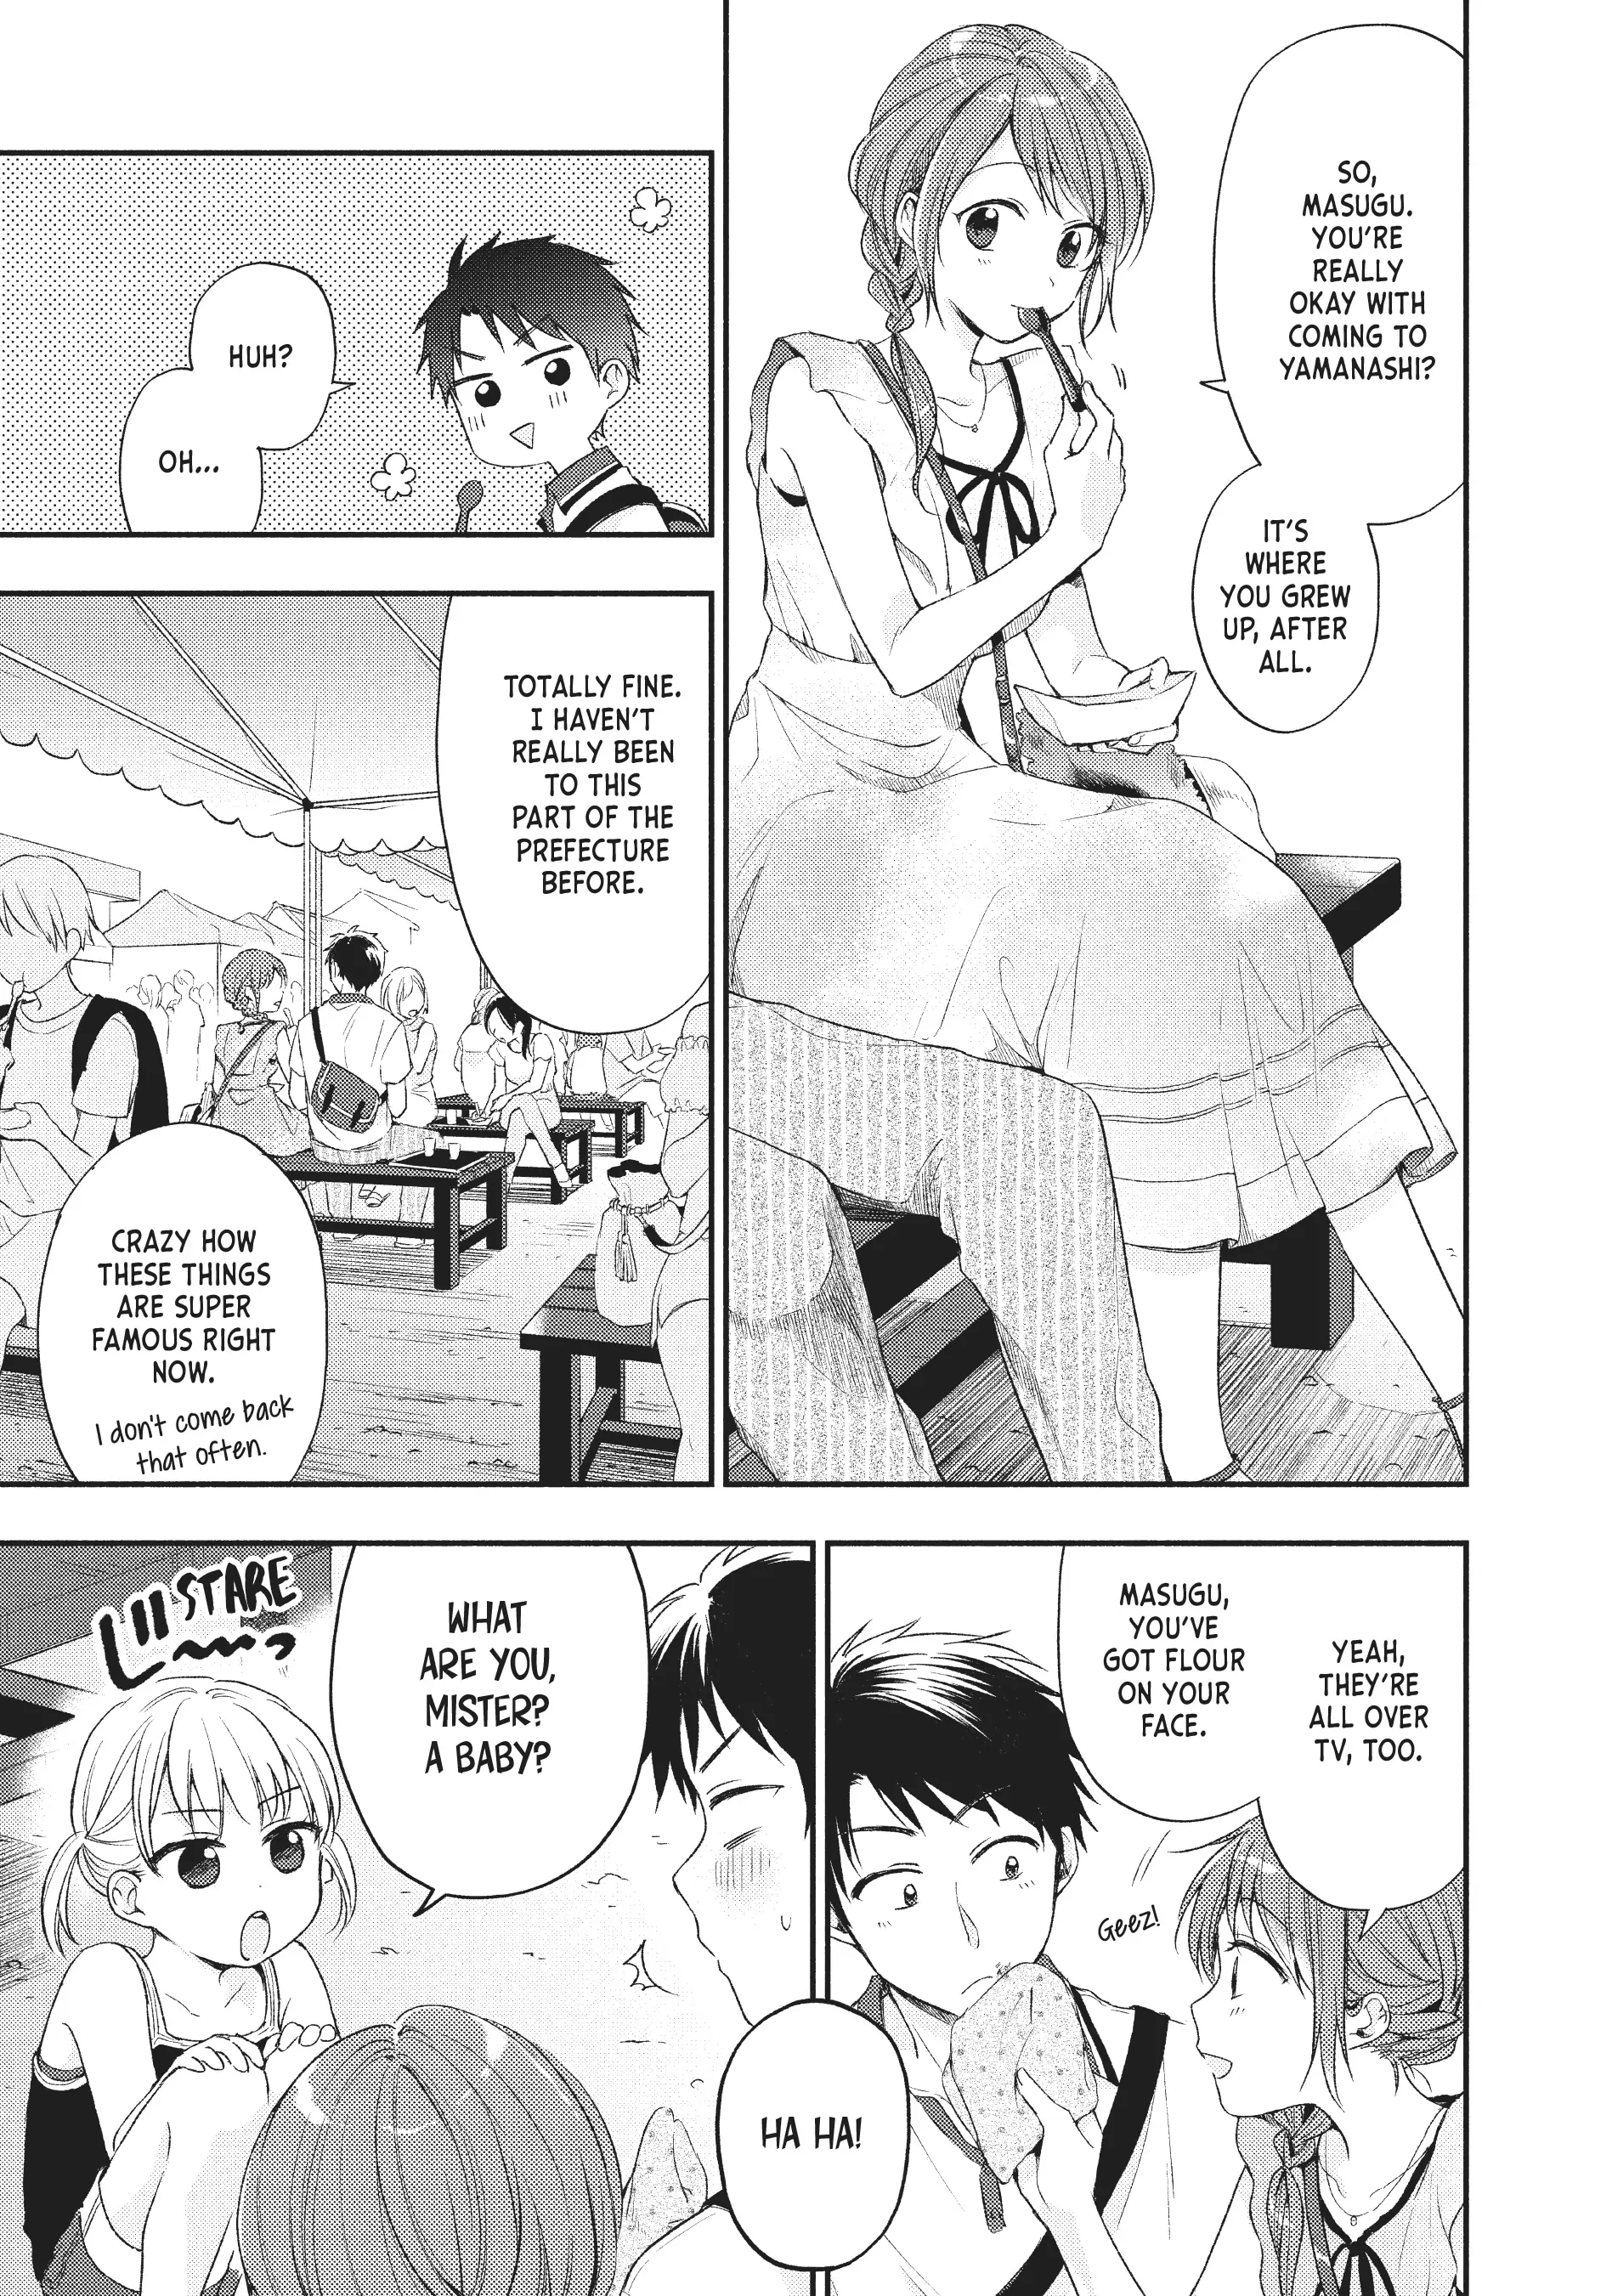 SO,
MASUGU.
YOU'RE
REALLY
OKAY WITH
COMING TO
YAMANASHI?
IT'S
WHERE
YOU GREW
UP, AFTER
ALL.
HUH?
OH...
TOTALLY FINE.
I HAVEN'T
REALLY BEEN
TO THIS
PART OF THE
PREFECTURE
BEFORE.
CRAZY HOW
THESE THINGS
ARE SUPER
FAMOUS RIGHT
NOW.
I don't come back
that often.
YEAH,
THEY'RE
ALL OVER
TV, TOO.
MASUGU,
YOU'VE
GOT FLOUR
ON YOUR
FACE.
Geez!
HA HA!
WHAT
ARE YOU,
MISTER?
A BABY?
じーっ
STARE